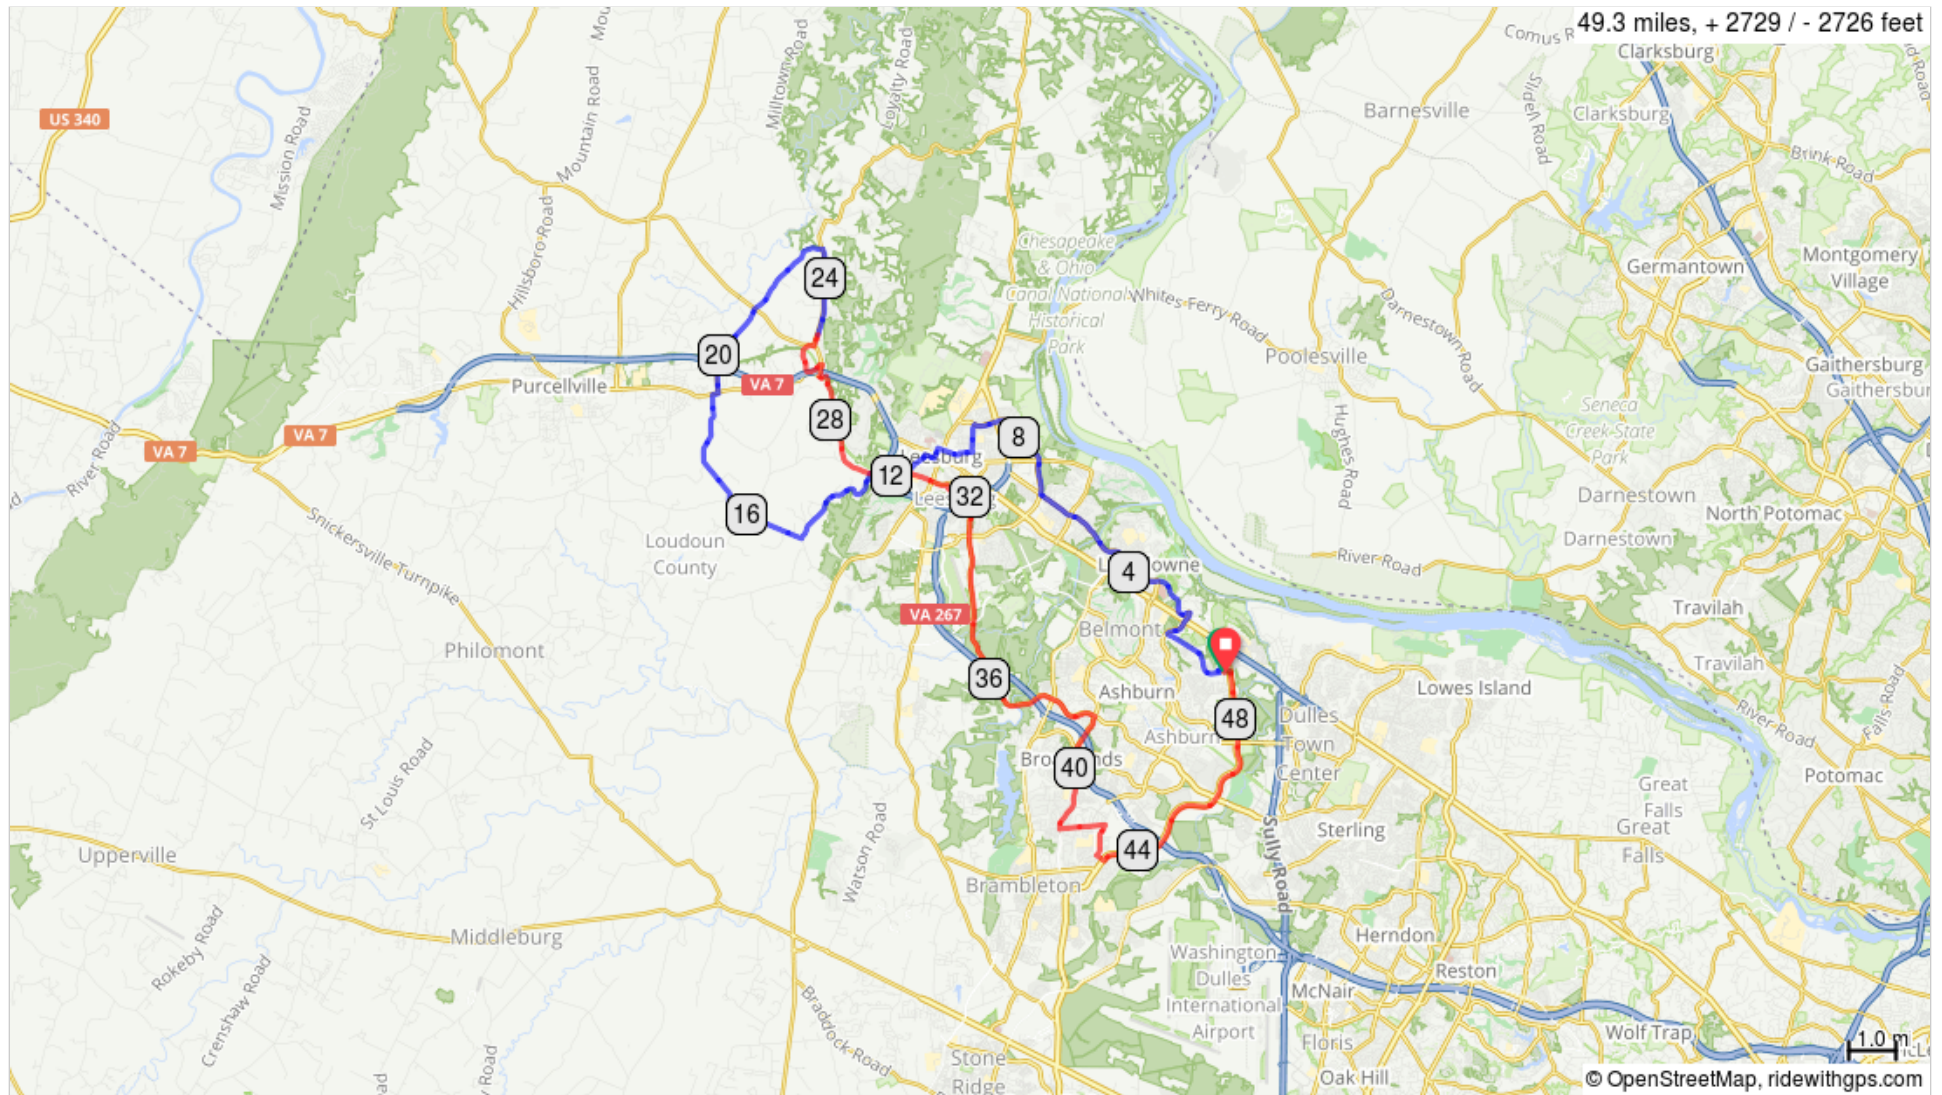 49.3 miles, + 2729 / - 2726 feet
Comus R
Clarksburg
Clarksburg
Milltown Road
Loyalty Road
Mountain Road
US 340
Mission Road
Barnesville
Slidell Road
Brink Road
Hillsboro Road
Chesapeake
& Ohio
Canal National
Historical
Park
Whites Ferry Road
Darnestown Road
Germantown
Montgomery
Village
24
20
Poolesville
Gaithersburg
Gaithersbur
Purcellville
VA 7
VA 7
VA 7
River Road
28
8
Leesburg
12
32
16
Hughes Road
Seneca
Creek State
Park
Darnestown
North Potomac
Darnestown
Snickersville Turnpike
Loudoun
County
4
River Road
VA 267
Travilah
Belmont
Philomont
Travilah
36
Ashburn
Lowes Island
River Road
Falls Road
48
Dulles
Town
Center
Ashburn
40
Potomac
St Louis Road
Great
Falls
Great
Falls
Sterling
Sully Road
Upperville
Watson Road
44
Brambleton
Middleburg
Rokeby Road
Herndon
Washington
Dulles
International
Airport
Reston
McNair
Crenshaw Road
Braddock Road
Wolf Trap
Floris
Stone
Ridge
Oak Hill
Road
1.0 m
© OpenStreetMap, ridewithgps.com